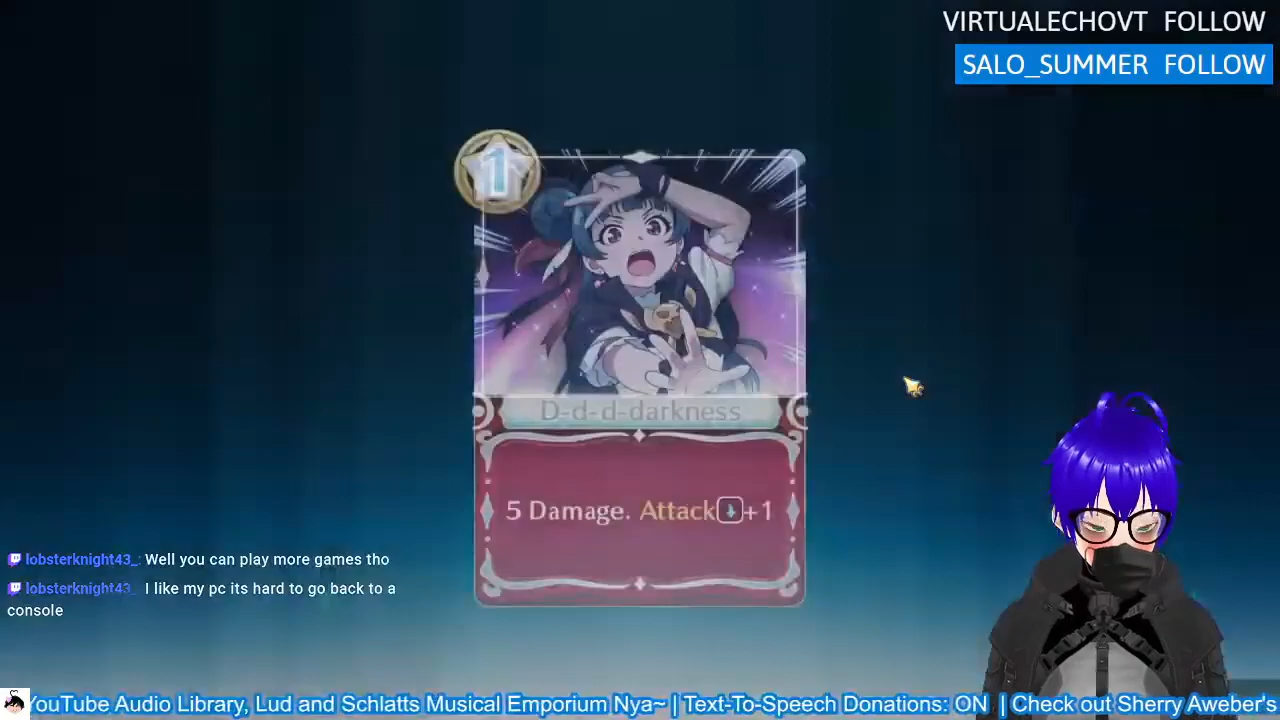 VIRTUALECHOVT FOLLOW
SALO_SUMMER FOLLOW
1
D-d-d-darkness
5 Damage. Attack+1
lobsterknight43_: Well you can play more games tho
lobsterknight43_ I like my pc its hard to go back to a
console
YouTube Audio Library, Lud and Schlatts Musical Emporium Nya~ | Text-To-Speech Donations: ON | Check out Sherry Aweber's